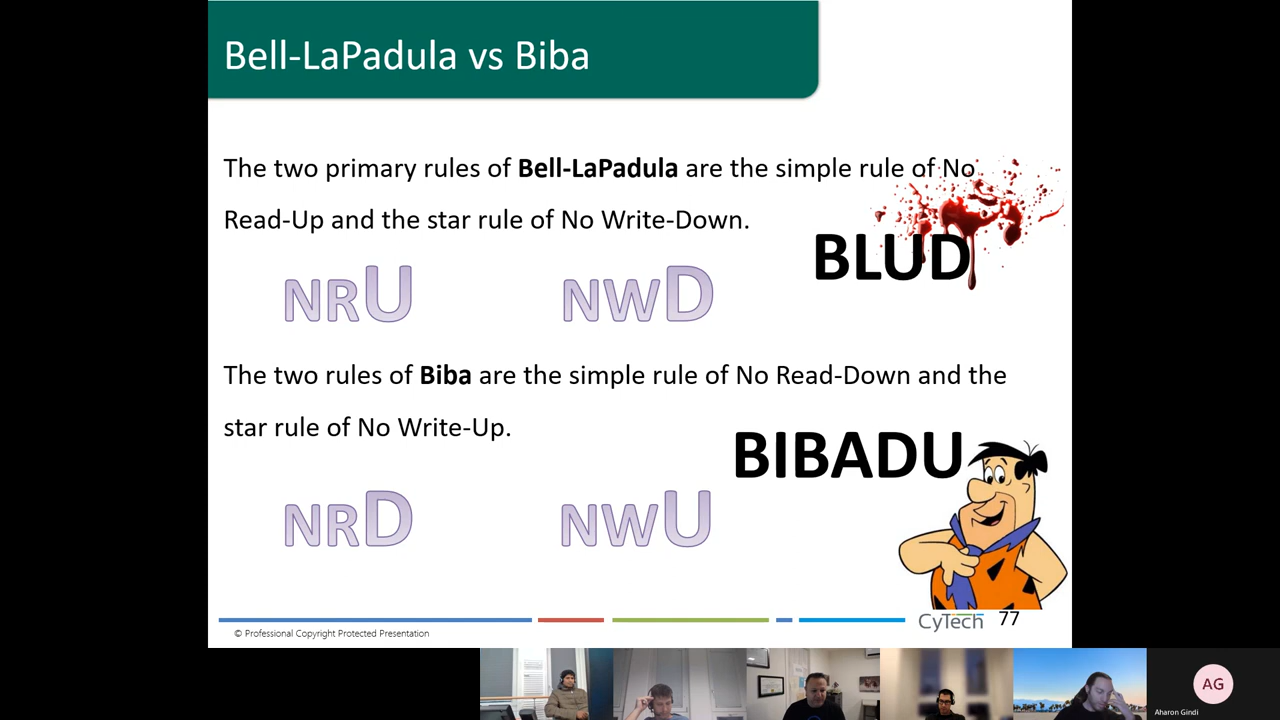 Bell-LaPadula vs Biba
The two primary rules of Bell-LaPadula are the simple rule of No
Read-Up and the star rule of No Write-Down.
BLUD
NRU NWD
The two rules of Biba are the simple rule of No Read-Down and the
star rule of No Write-Up.
BIBADU
NRD NWU
CyTech 77
© Professional Copyright Protected Presentation
AG
Aharon Gindi